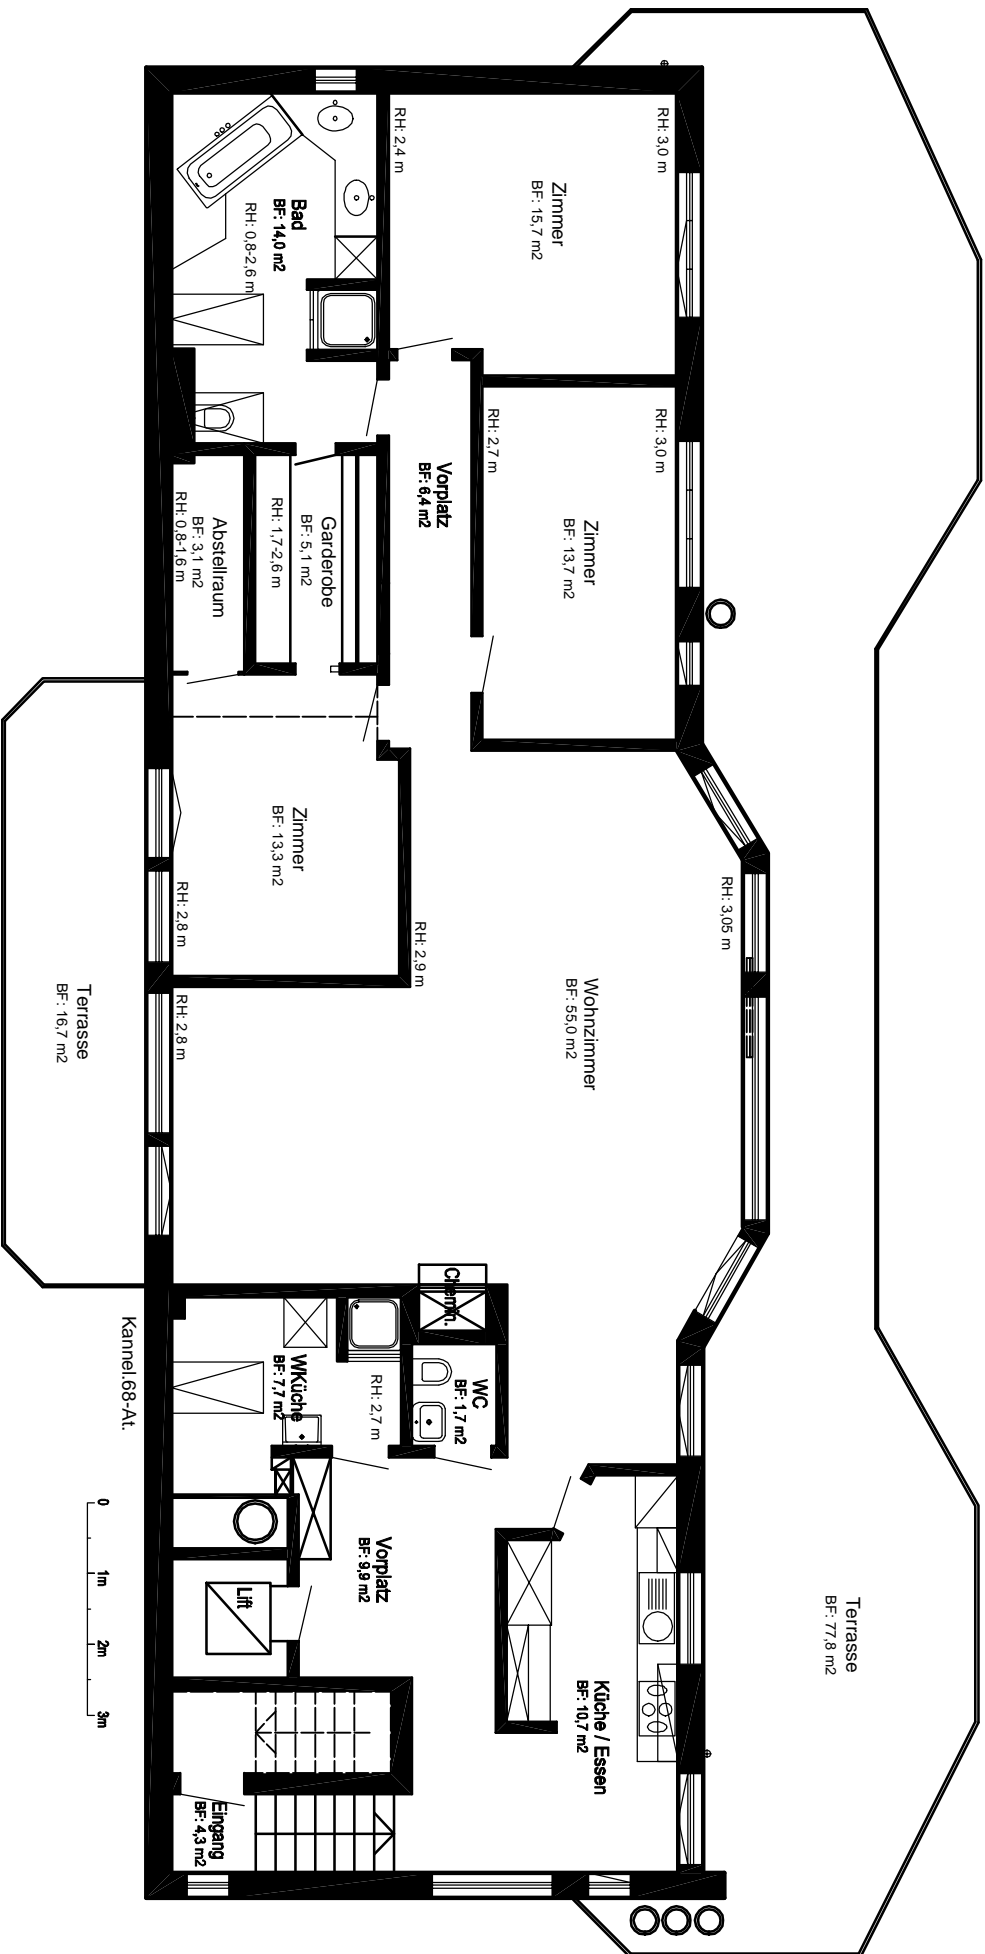 RH: 3,0 m
Zimmer
BF: 15,7 m2
RH: 2,4 m
Bad
BF: 14,0 m2
RH: 0,8-2,6 m
RH: 3,0 m
Zimmer
BF: 13,7 m2
RH: 2,7 m
Vorplatz
BF: 6,4 m2
Garderobe
BF: 5,1 m2
RH: 1,7-2,6 m
Abstellraum
BF: 3,1 m2
RH: 0,8-1,6 m
Zimmer
BF: 13,3 m2
RH: 2,8 m
RH: 3,05 m
Wohnzimmer
BF: 55,0 m2
RH: 2,9 m
RH: 2,8 m
Terrasse
BF: 16,7 m2
Chemin.
WC
BF: 1,7 m2
RH: 2,7 m
WKüche
BF: 7,7 m2
Kannel.68-At.
Terrasse
BF: 77,8 m2
Küche / Essen
BF: 10,7 m2
Vorplatz
BF: 9,9 m2
Lift
Eingang
BF: 4,3 m2
0 1m 2m 3m